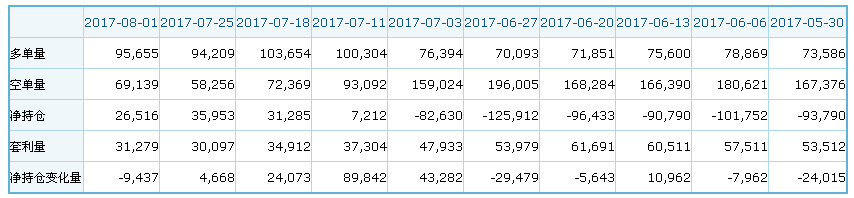 2017-08-01 2017-07-25 2017-07-18 2017-07-11 2017-07-03 2017-06-27 2017-06-20 2017-06-13 2017-06-06 2017-05-30
多单量 95,655 94,209 103,654 100,304 76,394 70,093 71,851 75,600 78,869 73,586
空单量 69,139 58,256 72,369 93,092 159,024 196,005 168,284 166,390 180,621 167,376
净持仓 26,516 35,953 31,285 7,212 -82,630 -125,912 -96,433 -90,790 -101,752 -93,790
套利量 31,279 30,097 34,912 37,304 47,933 53,979 61,691 60,511 57,511 53,512
净持仓变化量 -9,437 4,668 24,073 89,842 43,282 -29,479 -5,643 10,962 -7,962 -24,015